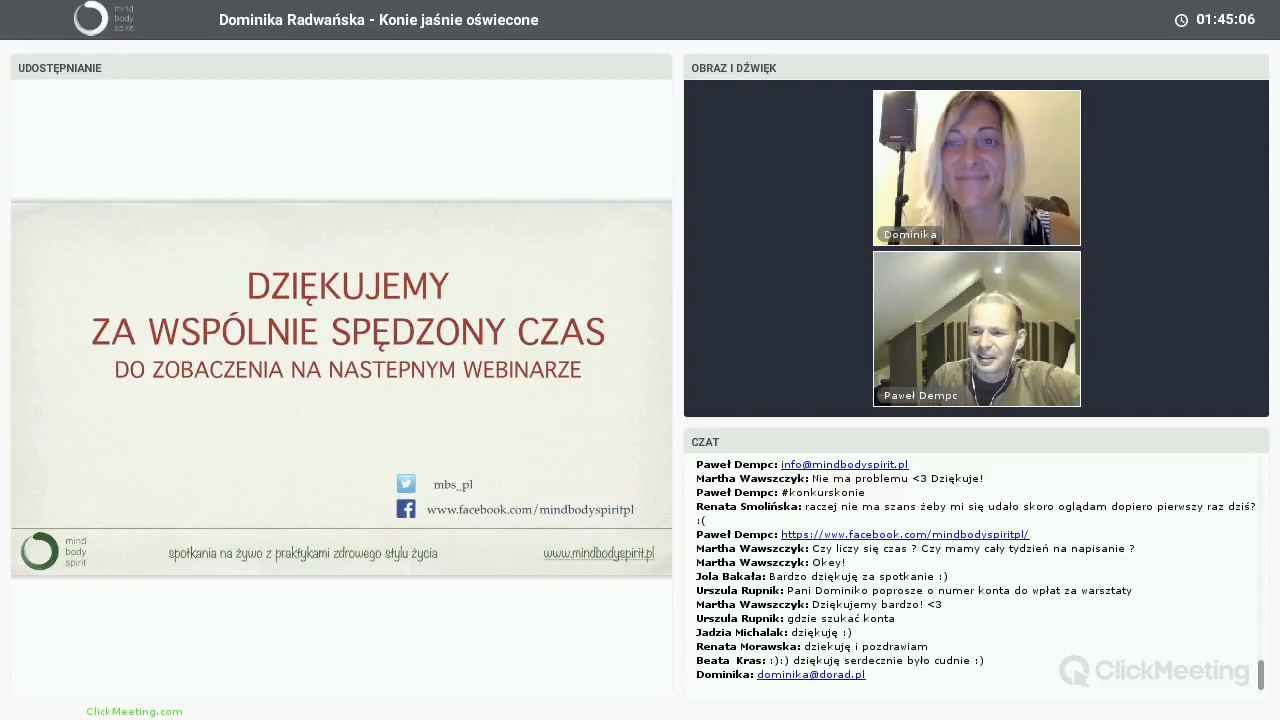 mind
body
spirit
Dominika Radwańska - Konie jaśnie oświecone
01:45:06
UDOSTĘPNIANIE
DZIĘKUJEMY
ZA WSPÓLNIE SPĘDZONY CZAS
DO ZOBACZENIA NA NASTEPNYM WEBINARZE
mbs_pl
www.facebook.com/mindbodyspiritpl
mind
body
spirit
spotkania na żywo z praktykami zdrowego stylu życia
www.mindbodyspirit.pl
OBRAZ I DŹWIĘK
Dominika
Paweł Dempc
CZAT
Paweł Dempc: info@mindbodyspirit.pl
Martha Wawszczyk: Nie ma problemu <3 Dziękuje!
Paweł Dempc: #konkurskonie
Renata Smolińska: raczej nie ma szans żeby mi się udało skoro oglądam dopiero pierwszy raz dziś?
:(
Paweł Dempc: https://www.facebook.com/mindbodyspiritpl/
Martha Wawszczyk: Czy liczy się czas ? Czy mamy cały tydzień na napisanie ?
Martha Wawszczyk: Okey!
Jola Bakała: Bardzo dziękuję za spotkanie :)
Urszula Rupnik: Pani Dominiko poprosze o numer konta do wpłat za warsztaty
Martha Wawszczyk: Dziękujemy bardzo! <3
Urszula Rupnik: gdzie szukać konta
Jadzia Michalak: dziękuję :)
Renata Morawska: dziekuję i pozdrawiam
Beata Kras: :):) dziękuję serdecznie było cudnie :)
Dominika: dominika@dorad.pl
ClickMeeting
ClickMeeting.com